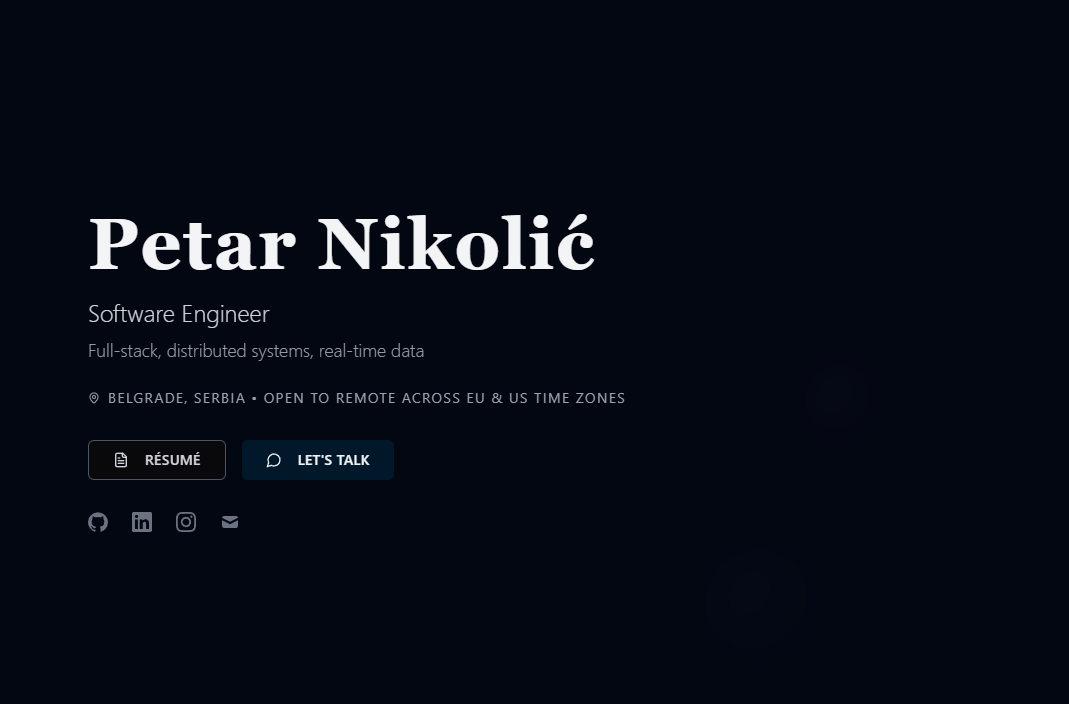 Petar Nikolić
Software Engineer
Full-stack, distributed systems, real-time data
BELGRADE, SERBIA • OPEN TO REMOTE ACROSS EU & US TIME ZONES
RÉSUMÉ
LET'S TALK